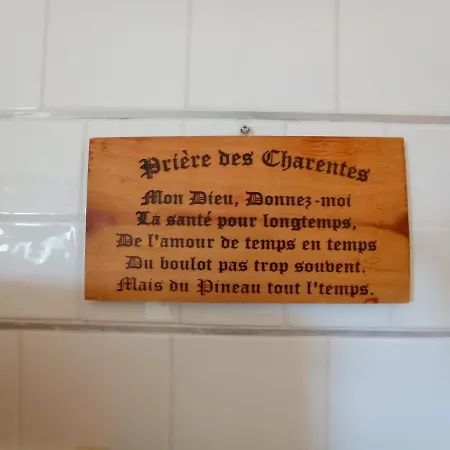 Prière des Charentes
Mon Dieu, Donnez-moi
La santé pour longtemps,
De l'amour de temps en temps
Du boulot pas trop souvent.
Mais du Pineau tout l'temps.